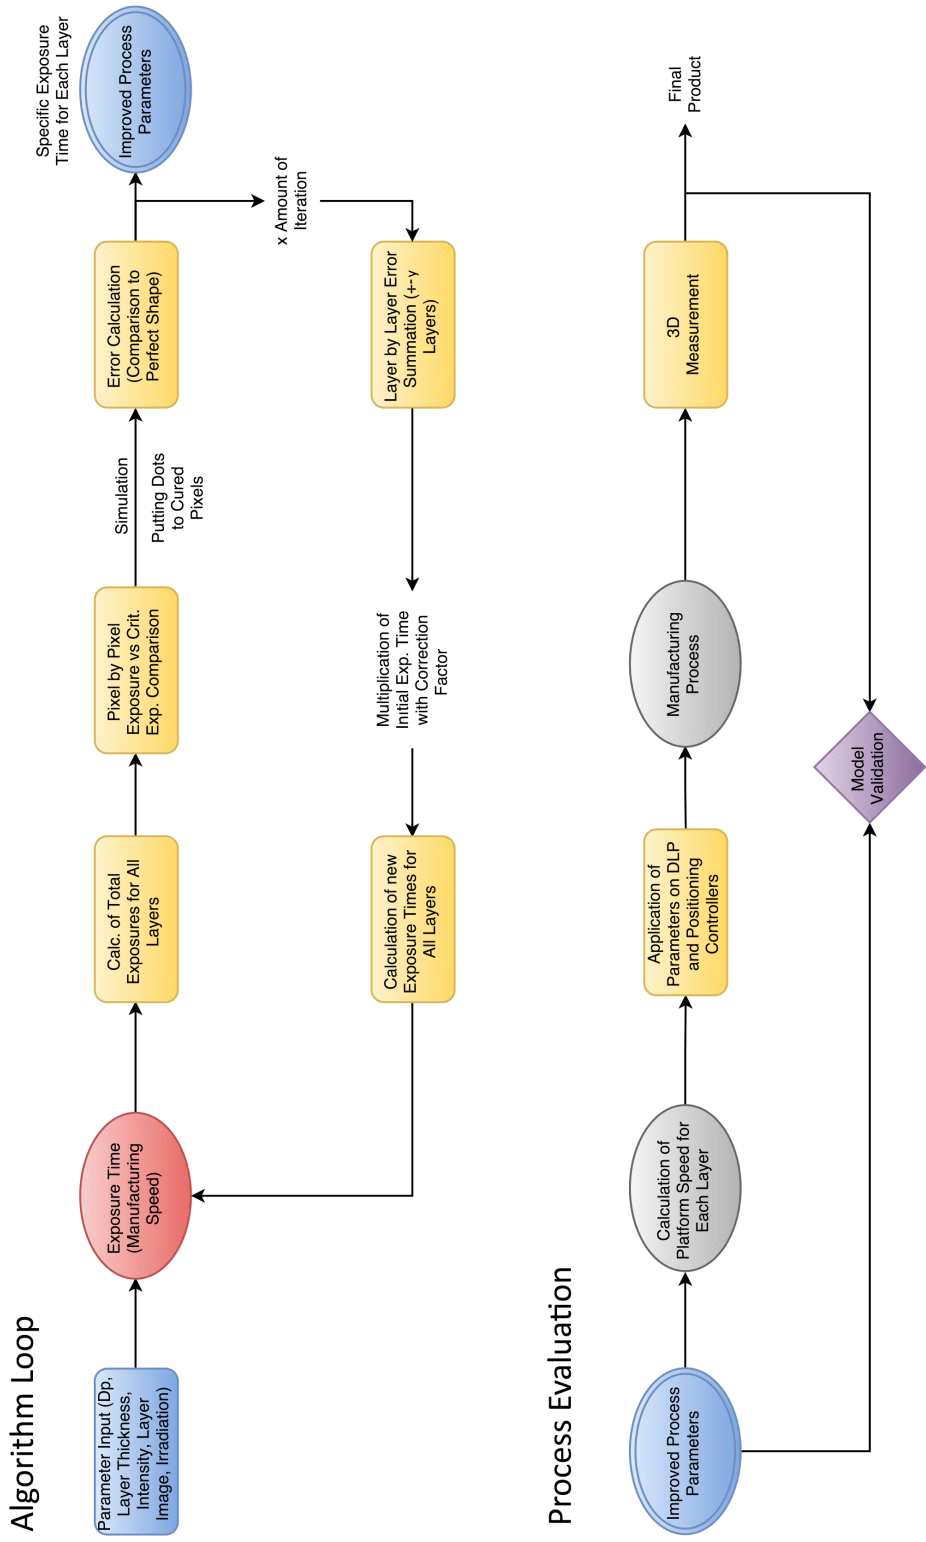 Algorithm Loop
Parameter Input (Dp,
Layer Thickness,
Intensity, Layer
Image, Irradiation)
Exposure Time
(Manufacturing
Speed)
Calc. of Total
Exposures for All
Layers
Pixel by Pixel
Exposure vs Crit.
Exp. Comparison
Simulation
Putting Dots
to Cured
Pixels
Error Calculation
(Comparison to
Perfect Shape)
Specific Exposure
Time for Each Layer
Improved Process
Parameters
x Amount of
Iteration
Layer by Layer Error
Summation (+-γ
Layers)
Multiplication of
Initial Exp. Time
with Correction
Factor
Calculation of new
Exposure Times for
All Layers
Process Evaluation
Improved Process
Parameters
Calculation of
Platform Speed for
Each Layer
Application of
Parameters on DLP
and Positioning
Controllers
Manufacturing
Process
3D
Measurement
Final
Product
Model
Validation